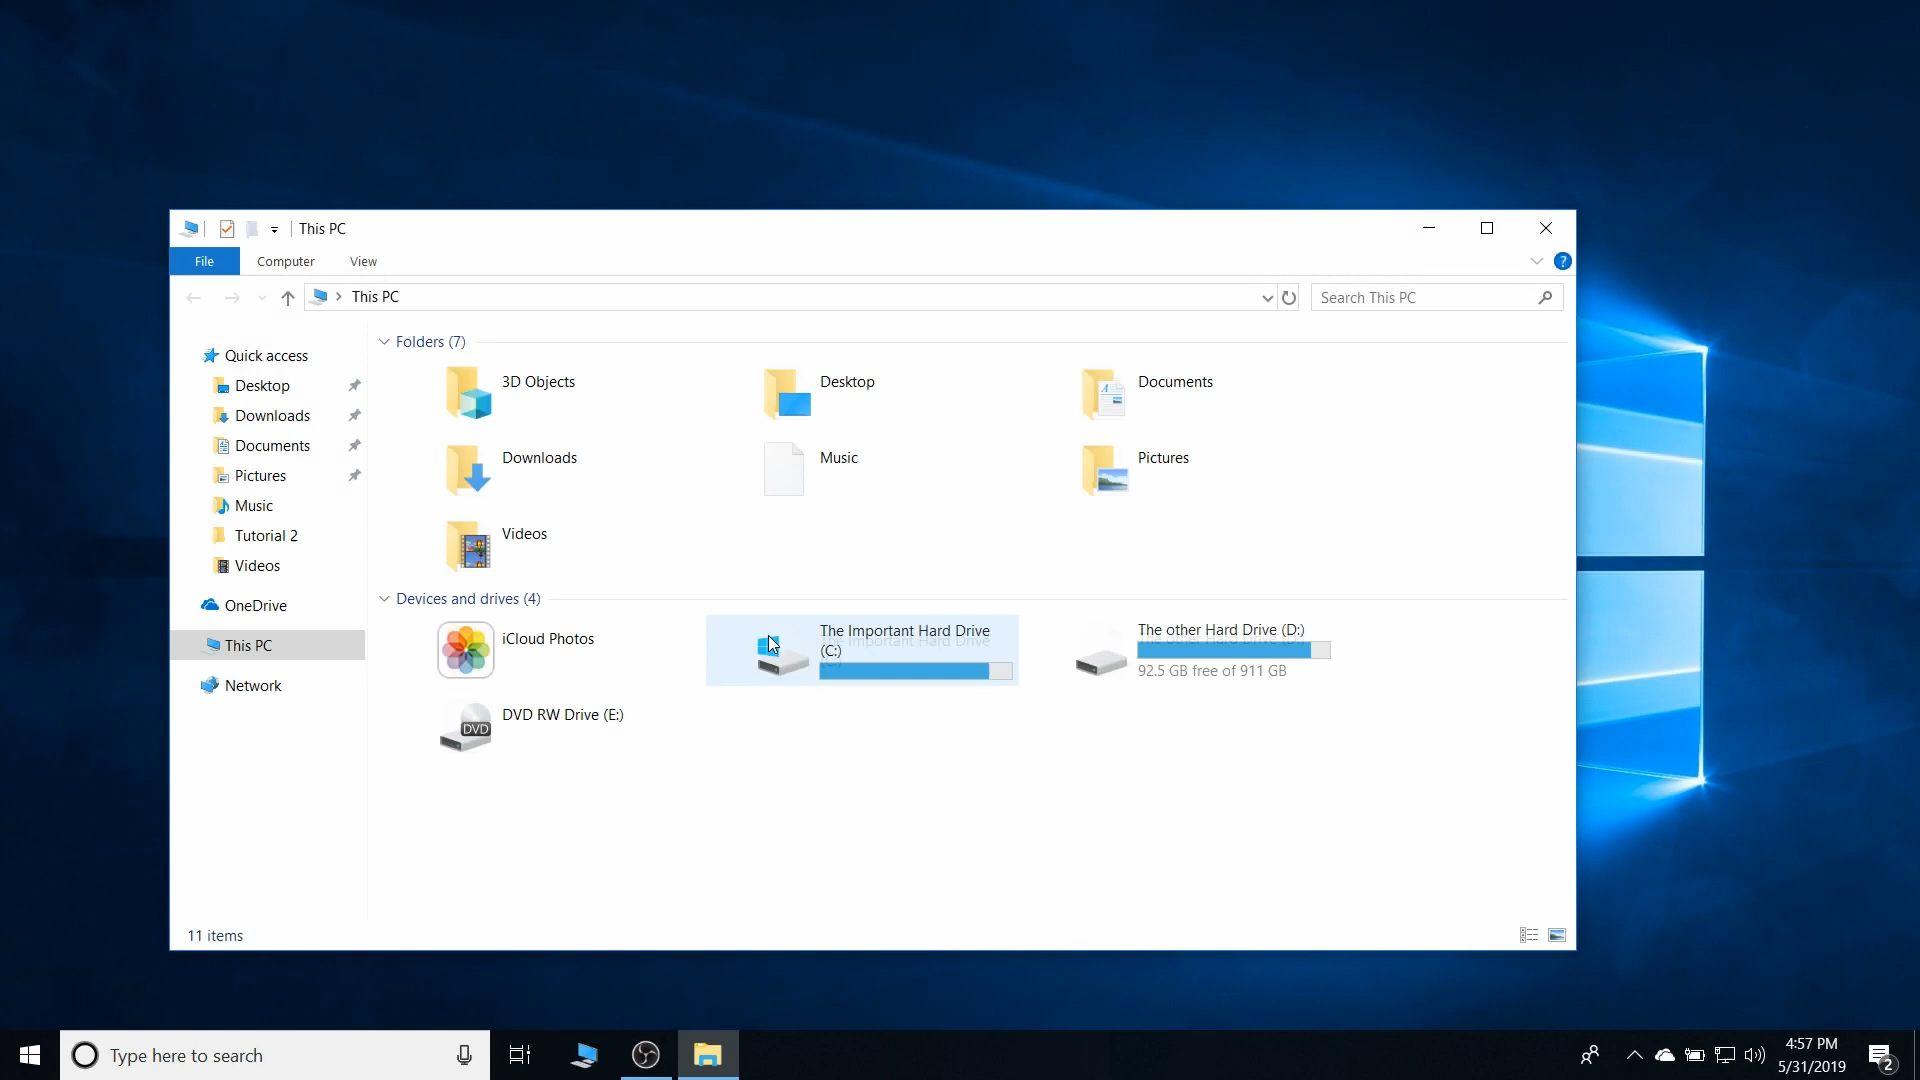 This PC
File
Computer
View
?
This PC
Search This PC
Quick access
Desktop
Downloads
Documents
Pictures
Music
Tutorial 2
Videos
OneDrive
This PC
Network
Folders (7)
3D Objects
Desktop
Documents
Downloads
Music
Pictures
Videos
Devices and drives (4)
iCloud Photos
The Important Hard Drive
(C:)
The other Hard Drive (D:)
92.5 GB free of 911 GB
DVD RW Drive (E:)
DVD
11 items
Type here to search
4:57 PM
5/31/2019
2